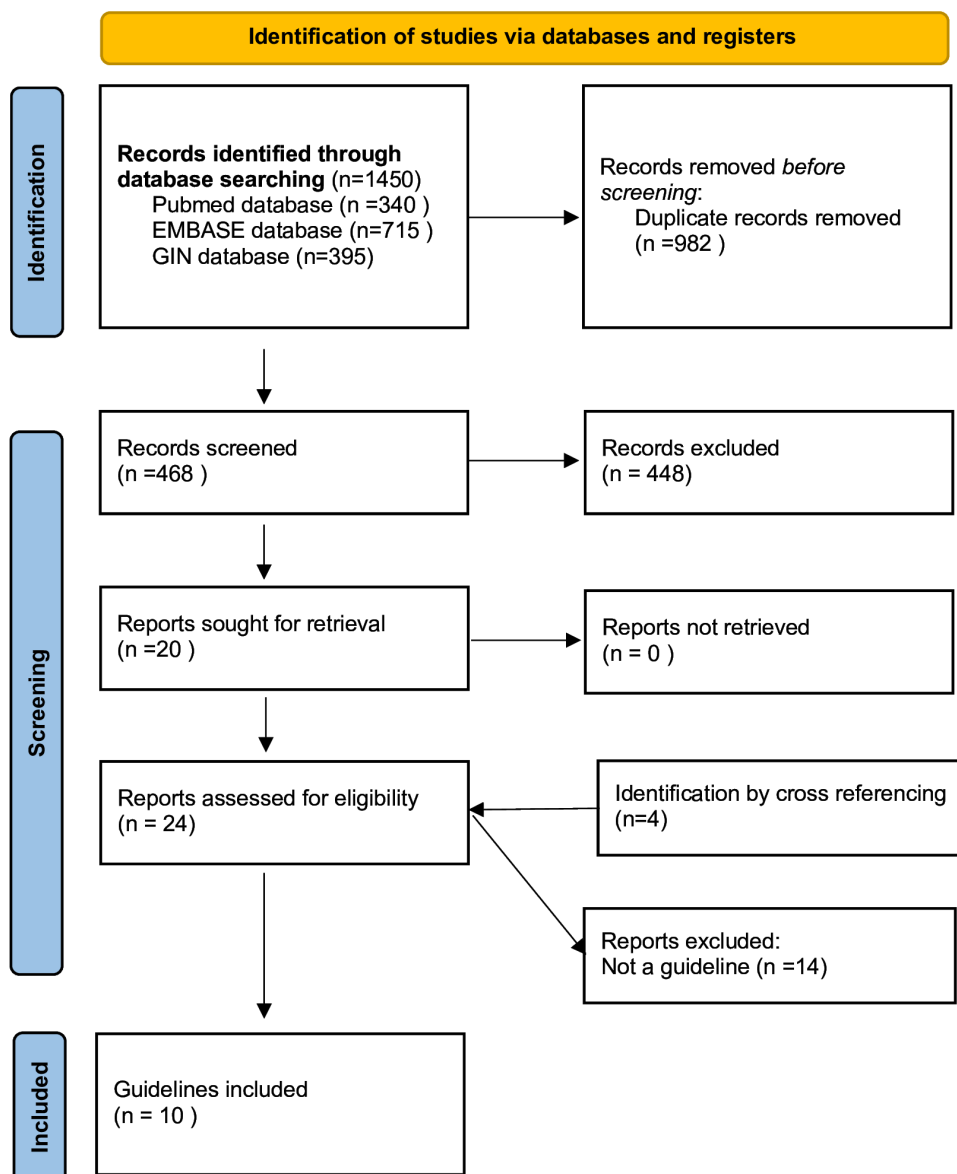 Identification of studies via databases and registers
Identification
Records identified through
database searching (n=1450)
Pubmed database (n =340 )
EMBASE database (n=715 )
GIN database (n=395)
Records removed before
screening:
Duplicate records removed
(n =982 )
Screening
Records screened
(n =468 )
Records excluded
(n = 448)
Reports sought for retrieval
(n =20 )
Reports not retrieved
(n = 0 )
Reports assessed for eligibility
(n = 24)
Identification by cross referencing
(n=4)
Reports excluded:
Not a guideline (n =14)
Included
Guidelines included
(n = 10 )